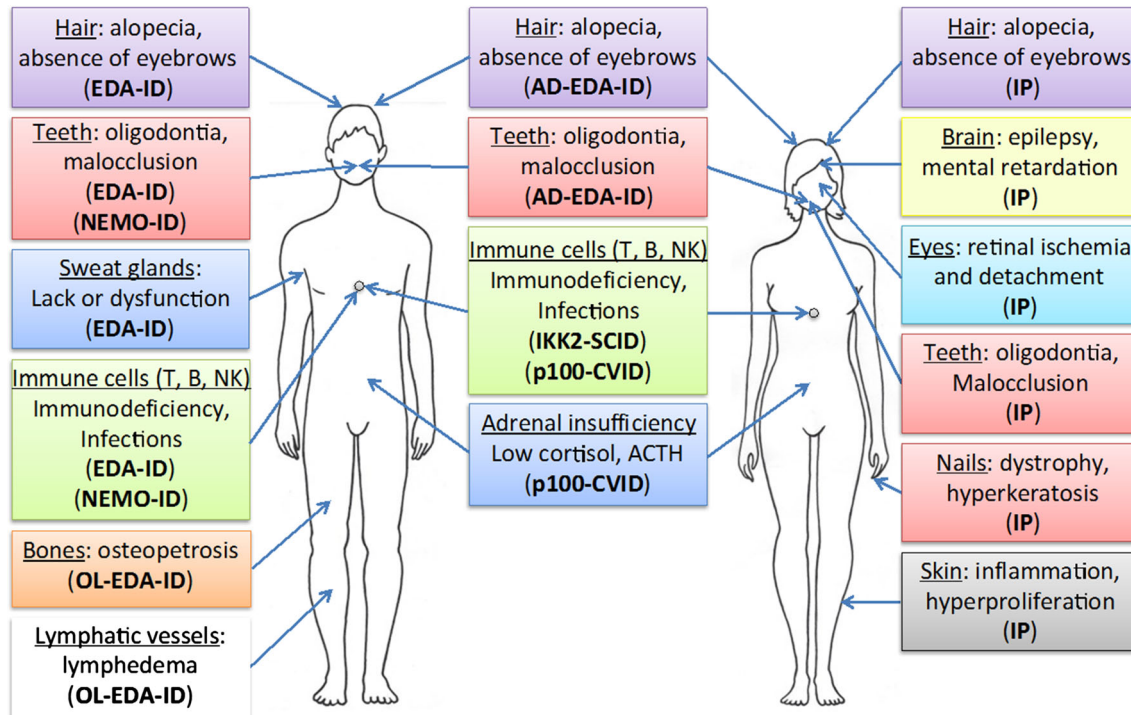 Hair: alopecia,
absence of eyebrows
(EDA-ID)
Teeth: oligodontia,
malocclusion
(EDA-ID)
(NEMO-ID)
Sweat glands:
Lack or dysfunction
(EDA-ID)
Immune cells (T, B, NK)
Immunodeficiency,
Infections
(EDA-ID)
(NEMO-ID)
Bones: osteopetrosis
(OL-EDA-ID)
Lymphatic vessels:
lymphedema
(OL-EDA-ID)
Hair: alopecia,
absence of eyebrows
(AD-EDA-ID)
Teeth: oligodontia,
malocclusion
(AD-EDA-ID)
Immune cells (T, B, NK)
Immunodeficiency,
Infections
(IKK2-SCID)
(p100-CVID)
Adrenal insufficiency
Low cortisol, ACTH
(p100-CVID)
Hair: alopecia,
absence of eyebrows
(IP)
Brain: epilepsy,
mental retardation
(IP)
Eyes: retinal ischemia
and detachment
(IP)
Teeth: oligodontia,
Malocclusion
(IP)
Nails: dystrophy,
hyperkeratosis
(IP)
Skin: inflammation,
hyperproliferation
(IP)